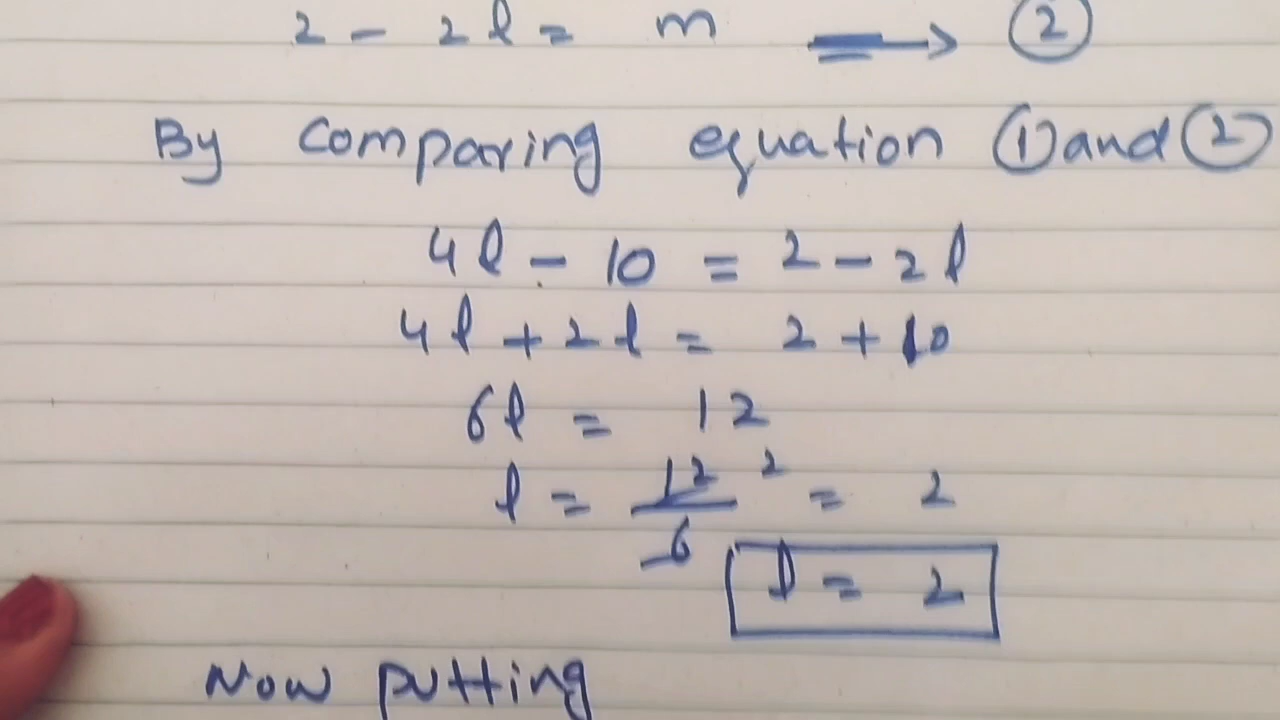 2 - 2l = m → ②
By comparing equation ① and ②
4l - 10 = 2 - 2l
4l + 2l = 2 + 10
6l = 12
l = 12/6 2 = 2
l = 2
Now putting